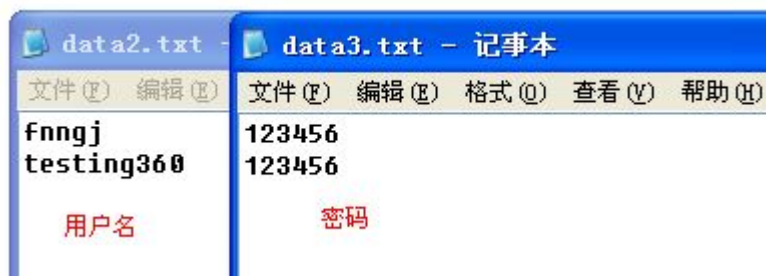 data2.txt -
文件(F) 编辑(E)
fnngj
testing360
用户名
data3.txt - 记事本
文件(F) 编辑(E) 格式(O) 查看(V) 帮助(H)
123456
123456
密码